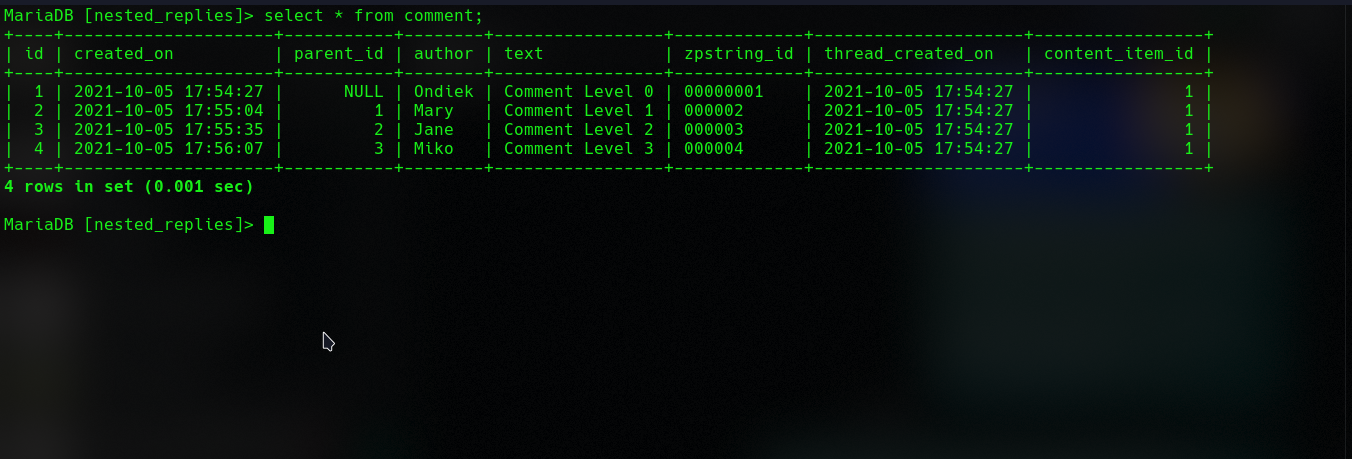 MariaDB [nested_replies]> select * from comment;
+----+---------------------+-----------+--------+-----------------+-------------+---------------------+-----------------+
| id | created_on          | parent_id | author | text            | zpstring_id | thread_created_on   | content_item_id |
+----+---------------------+-----------+--------+-----------------+-------------+---------------------+-----------------+
|  1 | 2021-10-05 17:54:27 |      NULL | Ondiek | Comment Level 0 | 00000001    | 2021-10-05 17:54:27 |               1 |
|  2 | 2021-10-05 17:55:04 |         1 | Mary   | Comment Level 1 | 000002      | 2021-10-05 17:54:27 |               1 |
|  3 | 2021-10-05 17:55:35 |         2 | Jane   | Comment Level 2 | 000003      | 2021-10-05 17:54:27 |               1 |
|  4 | 2021-10-05 17:56:07 |         3 | Miko   | Comment Level 3 | 000004      | 2021-10-05 17:54:27 |               1 |
+----+---------------------+-----------+--------+-----------------+-------------+---------------------+-----------------+
4 rows in set (0.001 sec)
MariaDB [nested_replies]>